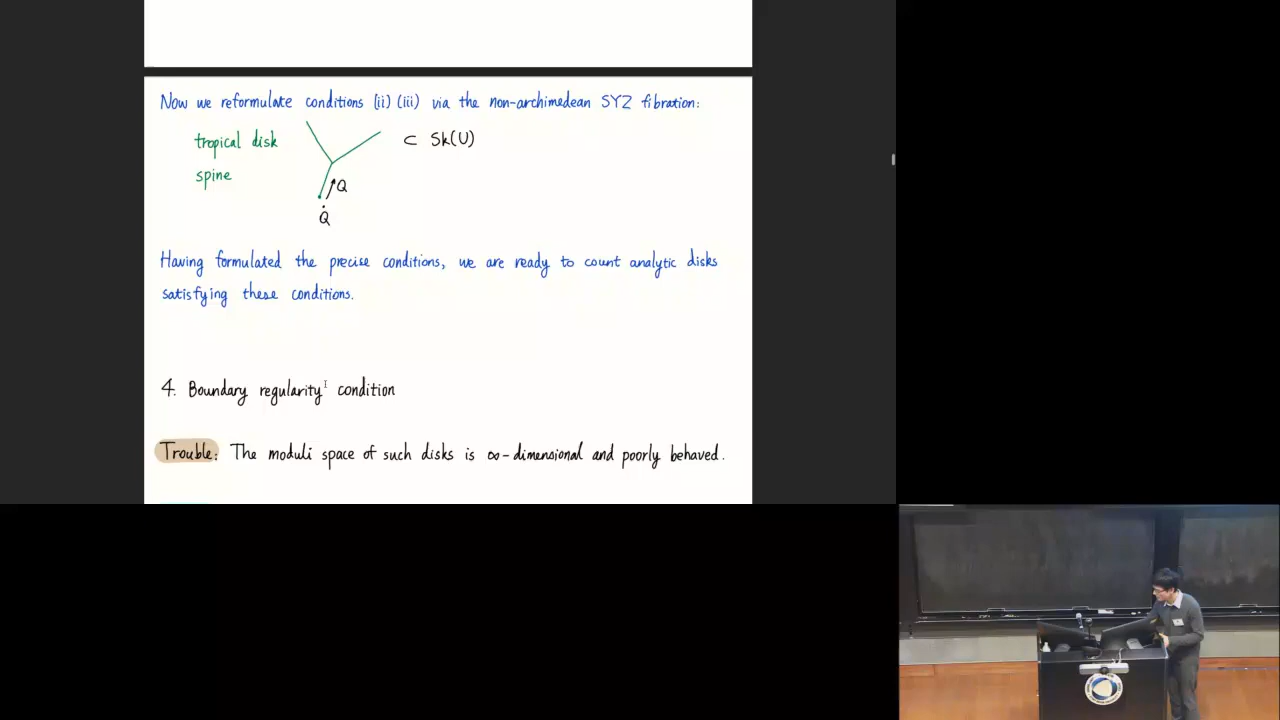 Now we reformulate conditions (ii) (iii) via the non-archimedean SYZ fibration:
tropical disk
⊂ Sk(U)
spine
Q
Q̇
Having formulated the precise conditions, we are ready to count analytic disks
satisfying these conditions.
4. Boundary regularity condition
Trouble: The moduli space of such disks is ∞-dimensional and poorly behaved.